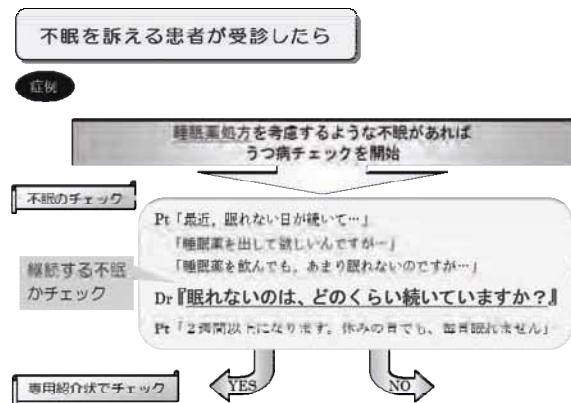 不眠を訴える患者が受診したら
症例
睡眠薬処方を考慮するような不眠があれば
うつ病チェックを開始
不眠のチェック
Pt「最近，眠れない日が続いて…」
「睡眠薬を出して欲しいんですが…」
「睡眠薬を飲んでも，あまり眠れないのですが…」
継続する不眠
かチェック
Dr『眠れないのは、どのくらい続いていますか？』
Pt「２週間以上になります。休みの日でも、毎日眠れません」
専用紹介状でチェック
YES
NO